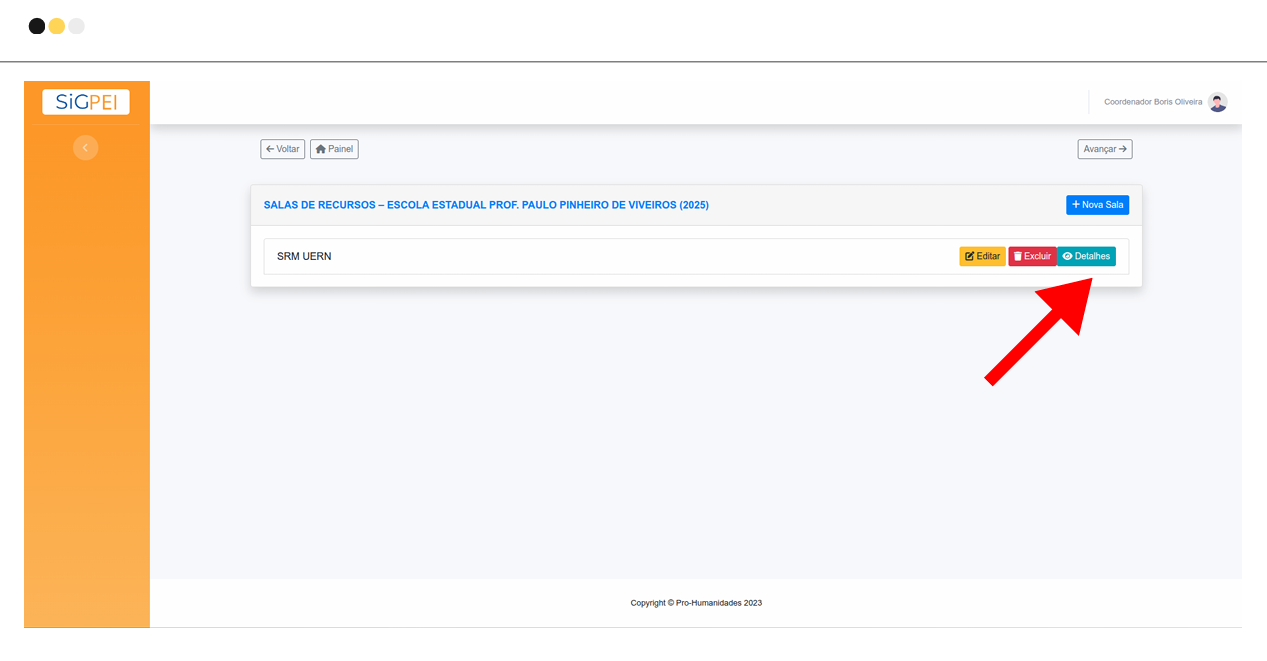 SiGPEI
Coordenador Boris Oliveira
Voltar Painel Avançar
SALAS DE RECURSOS – ESCOLA ESTADUAL PROF. PAULO PINHEIRO DE VIVEIROS (2025) + Nova Sala
SRM UERN Editar Excluir Detalhes
Copyright © Pro-Humanidades 2023